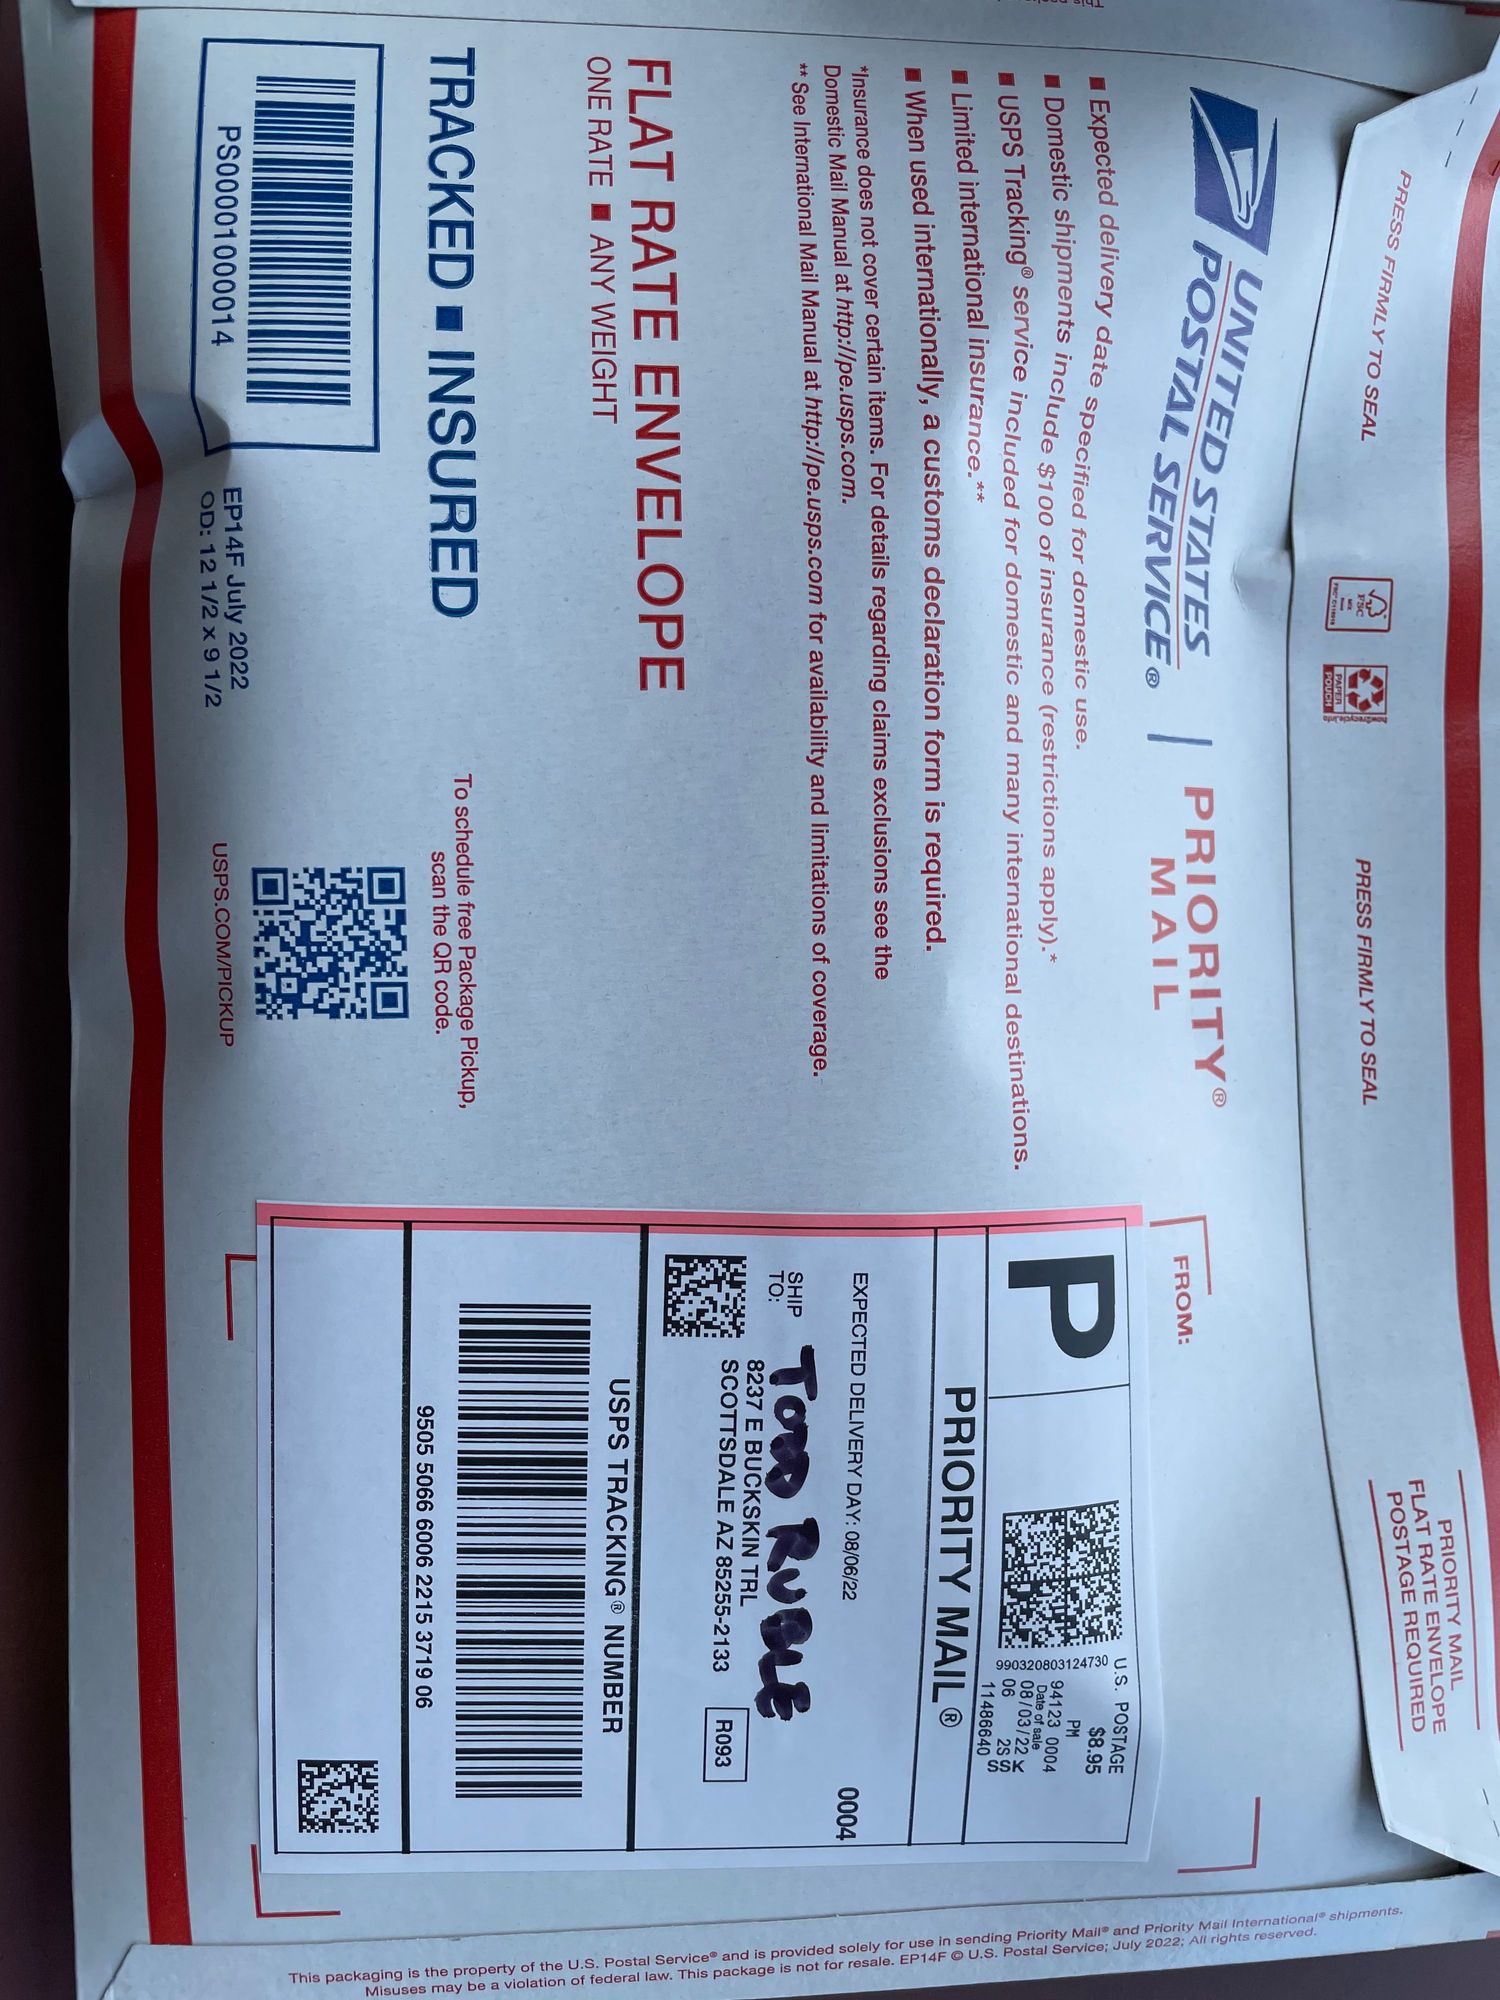 PRESS FIRMLY TO SEAL
PRESS FIRMLY TO SEAL
FSC
MIX
PAPER
POUCH
how2recycle.info
PRIORITY MAIL
FLAT RATE ENVELOPE
POSTAGE REQUIRED
UNITED STATES
POSTAL SERVICE®
PRIORITY®
MAIL
■ Expected delivery date specified for domestic use.
■ Domestic shipments include $100 of insurance (restrictions apply).*
■ USPS Tracking® service included for domestic and many international destinations.
■ Limited international insurance.**
■ When used internationally, a customs declaration form is required.
*Insurance does not cover certain items. For details regarding claims exclusions see the
Domestic Mail Manual at http://pe.usps.com.
** See International Mail Manual at http://pe.usps.com for availability and limitations of coverage.
FLAT RATE ENVELOPE
ONE RATE ■ ANY WEIGHT
TRACKED ■ INSURED
PS00001000014
EP14F July 2022
OD: 12 1/2 x 9 1/2
To schedule free Package Pickup,
scan the QR code.
USPS.COM/PICKUP
FROM:
P
U.S. POSTAGE
$8.95
PM
94123 0004
Date of sale
08/03/22 K
06 2S S
11486640 S
990320803124730
PRIORITY MAIL®
EXPECTED DELIVERY DAY: 08/06/22
0004
SHIP
TO:
TODD RUBLE
8237 E BUCKSKIN TRL
SCOTTSDALE AZ 85255-2133
R093
USPS TRACKING® NUMBER
9505 5066 6006 2215 3719 06
This packaging is the property of the U.S. Postal Service® and is provided solely for use in sending Priority Mail® and Priority Mail International® shipments.
Misuses may be a violation of federal law. This package is not for resale. EP14F © U.S. Postal Service; July 2022; All rights reserved.